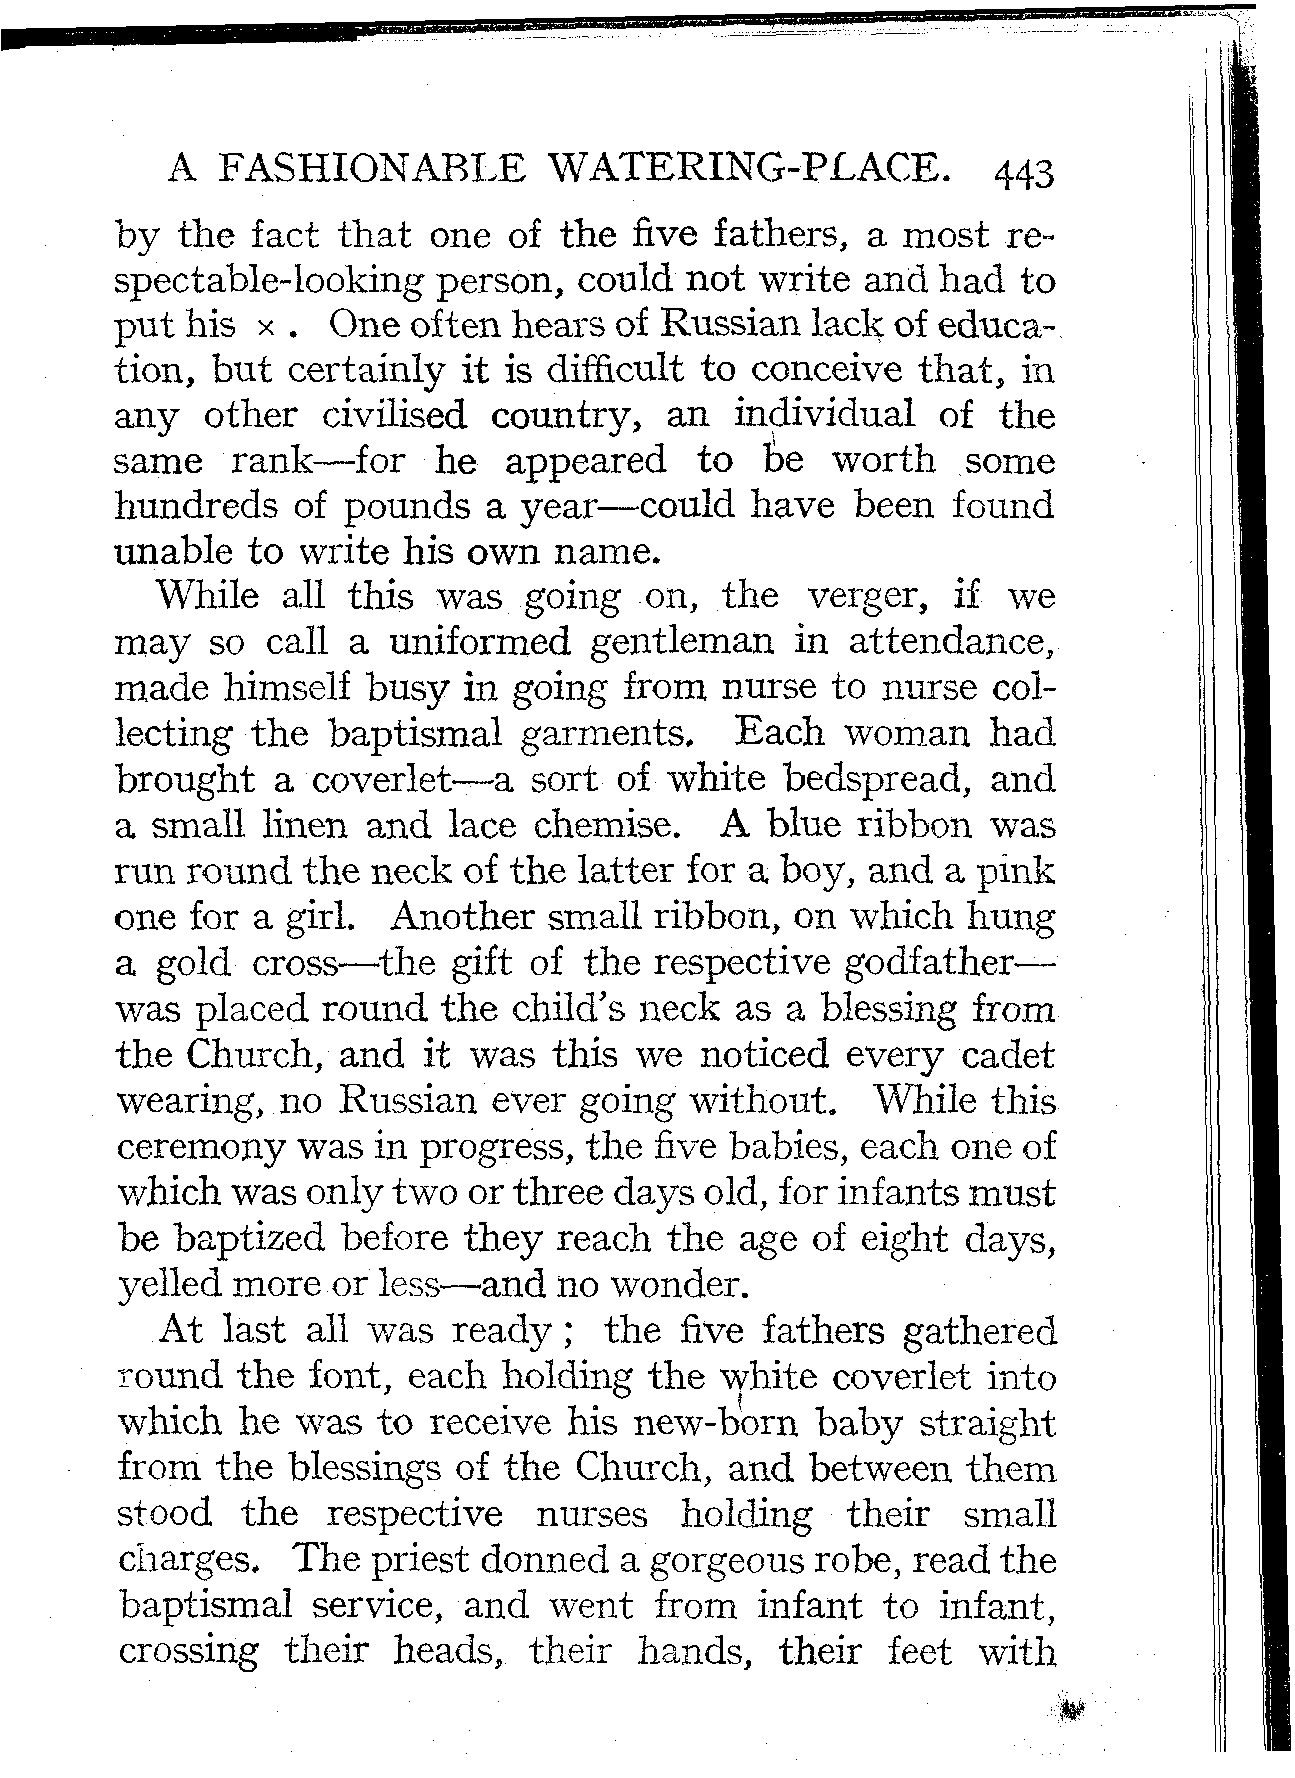 A FASHIONABLE WATERING-PLACE. 443
by the fact that one of the five fathers, a most re-
spectable-looking person, could not write and had to
put his × . One often hears of Russian lack of educa-
tion, but certainly it is difficult to conceive that, in
any other civilised country, an individual of the
same rank—for he appeared to be worth some
hundreds of pounds a year—could have been found
unable to write his own name.
While all this was going on, the verger, if we
may so call a uniformed gentleman in attendance,
made himself busy in going from nurse to nurse col-
lecting the baptismal garments. Each woman had
brought a coverlet—a sort of white bedspread, and
a small linen and lace chemise. A blue ribbon was
run round the neck of the latter for a boy, and a pink
one for a girl. Another small ribbon, on which hung
a gold cross—the gift of the respective godfather—
was placed round the child's neck as a blessing from
the Church, and it was this we noticed every cadet
wearing, no Russian ever going without. While this
ceremony was in progress, the five babies, each one of
which was only two or three days old, for infants must
be baptized before they reach the age of eight days,
yelled more or less—and no wonder.
At last all was ready; the five fathers gathered
round the font, each holding the white coverlet into
which he was to receive his new-born baby straight
from the blessings of the Church, and between them
stood the respective nurses holding their small
charges. The priest donned a gorgeous robe, read the
baptismal service, and went from infant to infant,
crossing their heads, their hands, their feet with